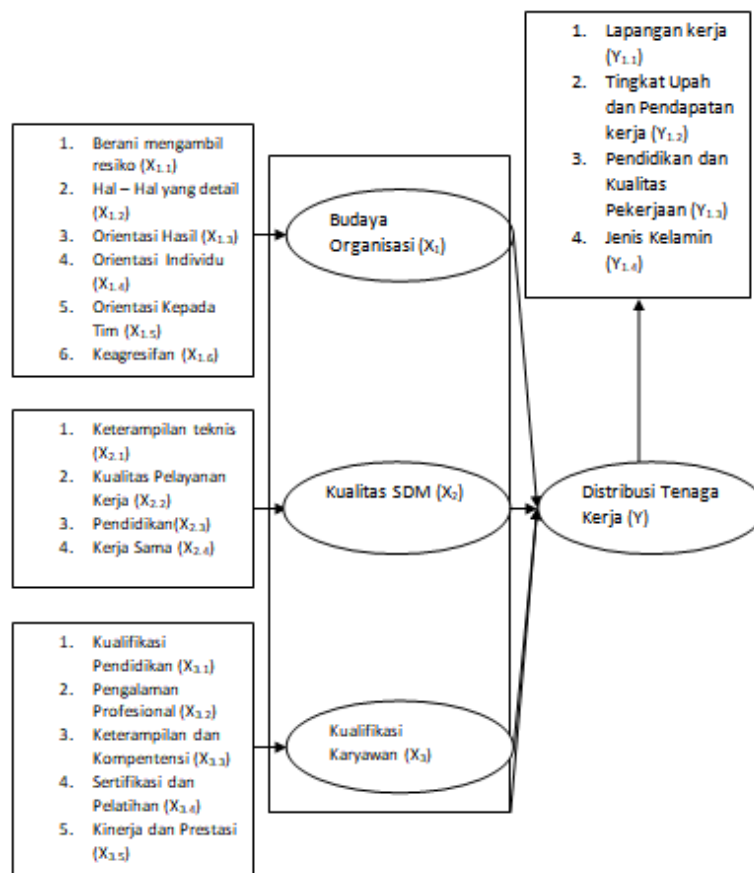 1. Lapangan kerja
(Y1.1)
2. Tingkat Upah
dan Pendapatan
kerja (Y1.2)
3. Pendidikan dan
Kualitas
Pekerjaan (Y1.3)
4. Jenis Kelamin
(Y1.4)
1. Berani mengambil
resiko (X1.1)
2. Hal – Hal yang detail
(X1.2)
3. Orientasi Hasil (X1.3)
4. Orientasi Individu
(X1.4)
5. Orientasi Kepada
Tim (X1.5)
6. Keagresifan (X1.6)
Budaya
Organisasi (X1)
1. Keterampilan teknis
(X2.1)
2. Kualitas Pelayanan
Kerja (X2.2)
3. Pendidikan(X2.3)
4. Kerja Sama (X2.4)
Kualitas SDM (X2)
Distribusi Tenaga
Kerja (Y)
1. Kualifikasi
Pendidikan (X3.1)
2. Pengalaman
Profesional (X3.2)
3. Keterampilan dan
Kompentensi (X3.3)
4. Sertifikasi dan
Pelatihan (X3.4)
5. Kinerja dan Prestasi
(X3.5)
Kualifikasi
Karyawan (X3)